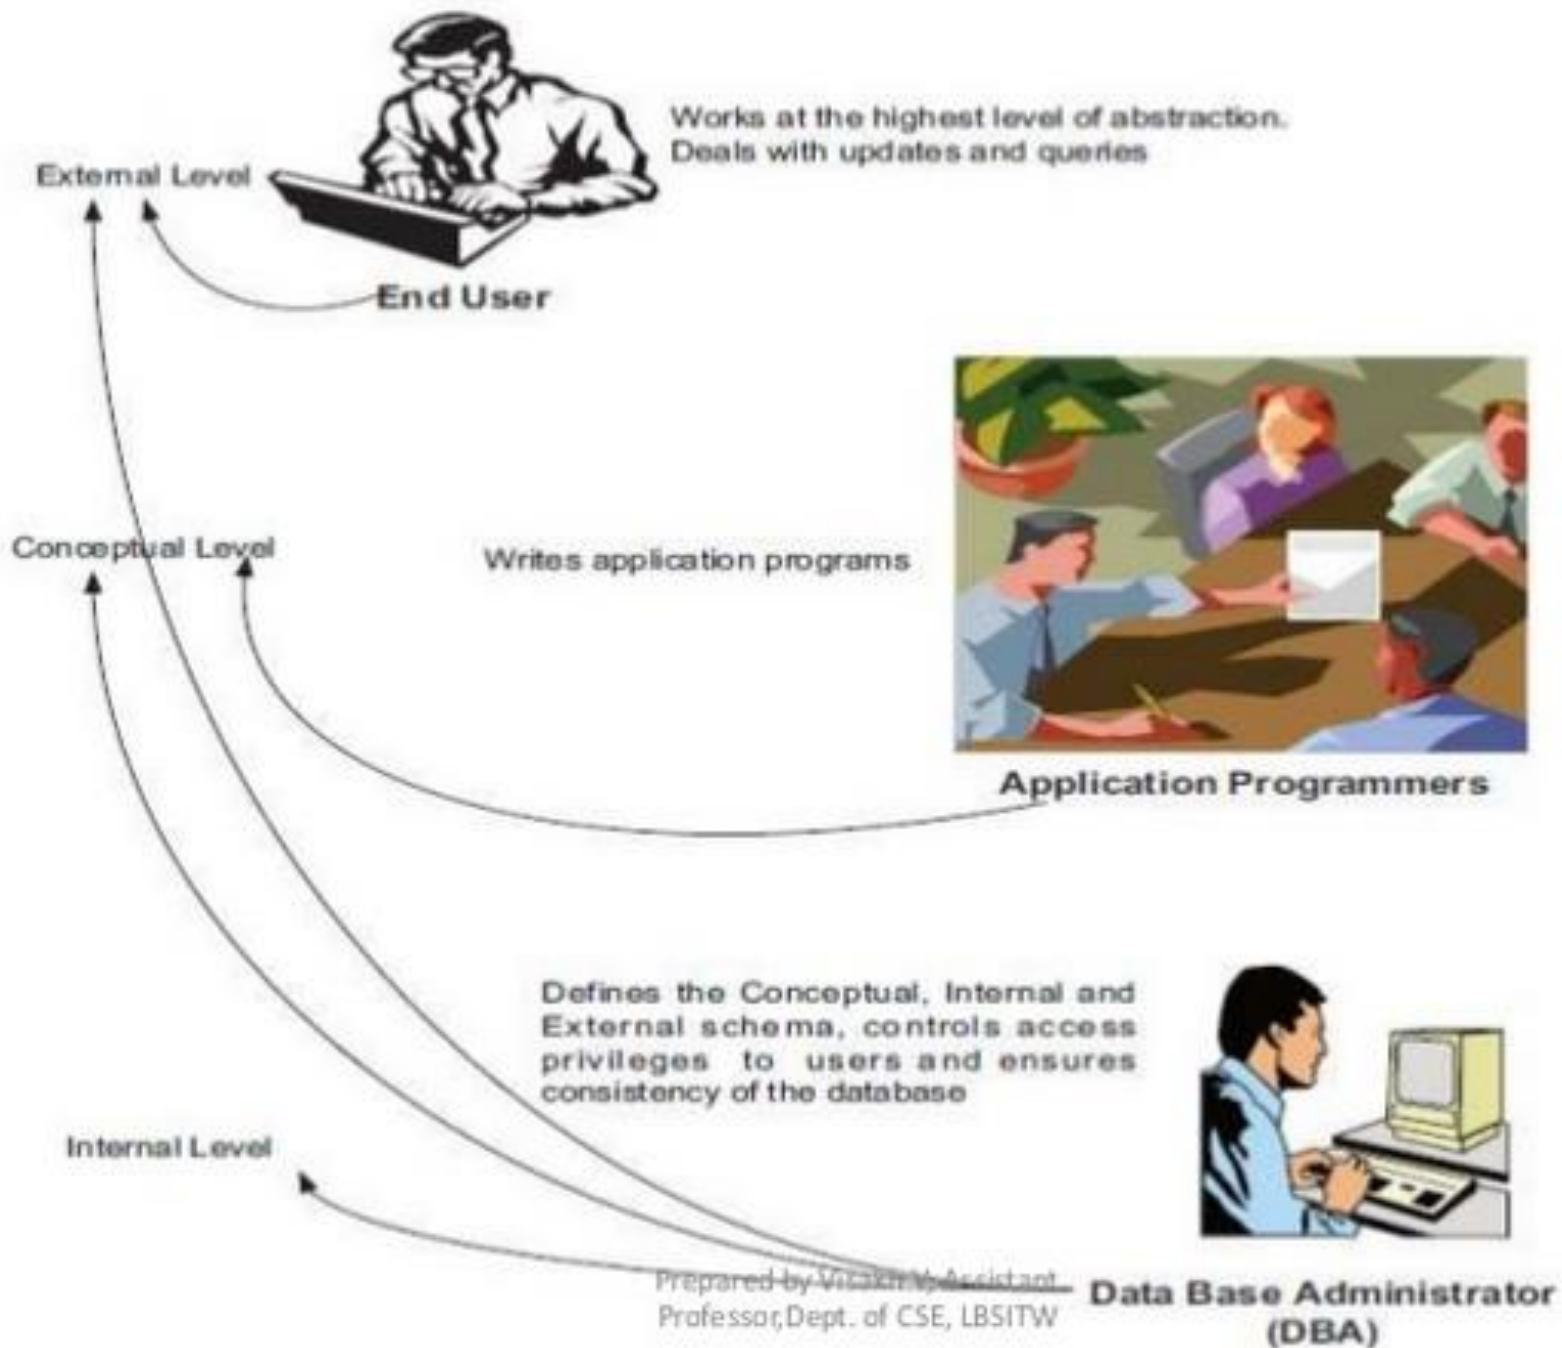 Works at the highest level of abstraction.
Deals with updates and queries
External Level
End User
Conceptual Level
Writes application programs
Application Programmers
Defines the Conceptual, Internal and
External schema, controls access
privileges to users and ensures
consistency of the database
Internal Level
Prepared by Visakh V, Assistant
Professor,Dept. of CSE, LBSITW
Data Base Administrator
(DBA)